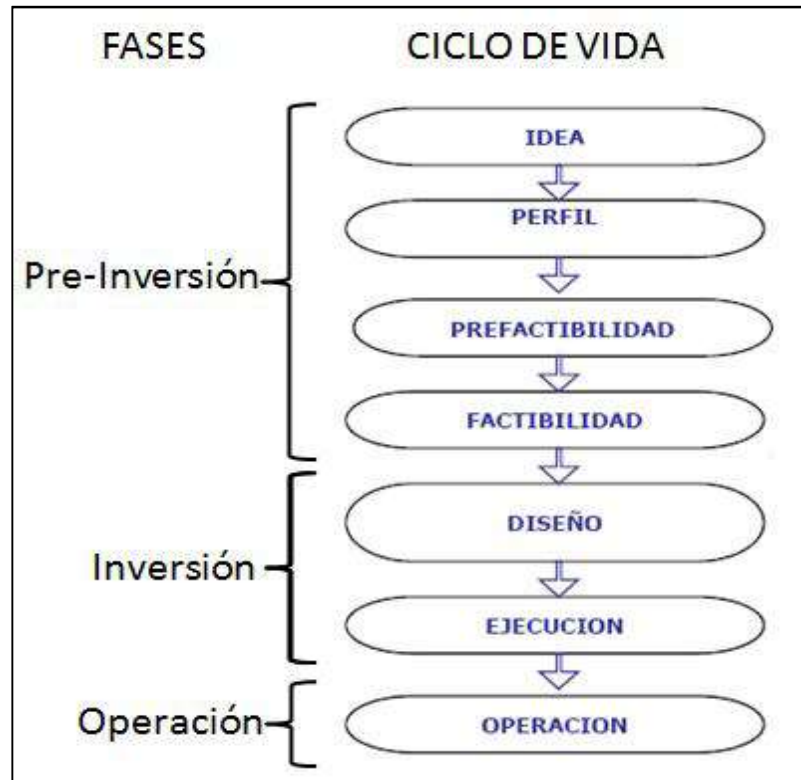 FASES CICLO DE VIDA
IDEA
PERFIL
Pre-Inversión
PREFACTIBILIDAD
FACTIBILIDAD
DISEÑO
Inversión
EJECUCION
Operación
OPERACION